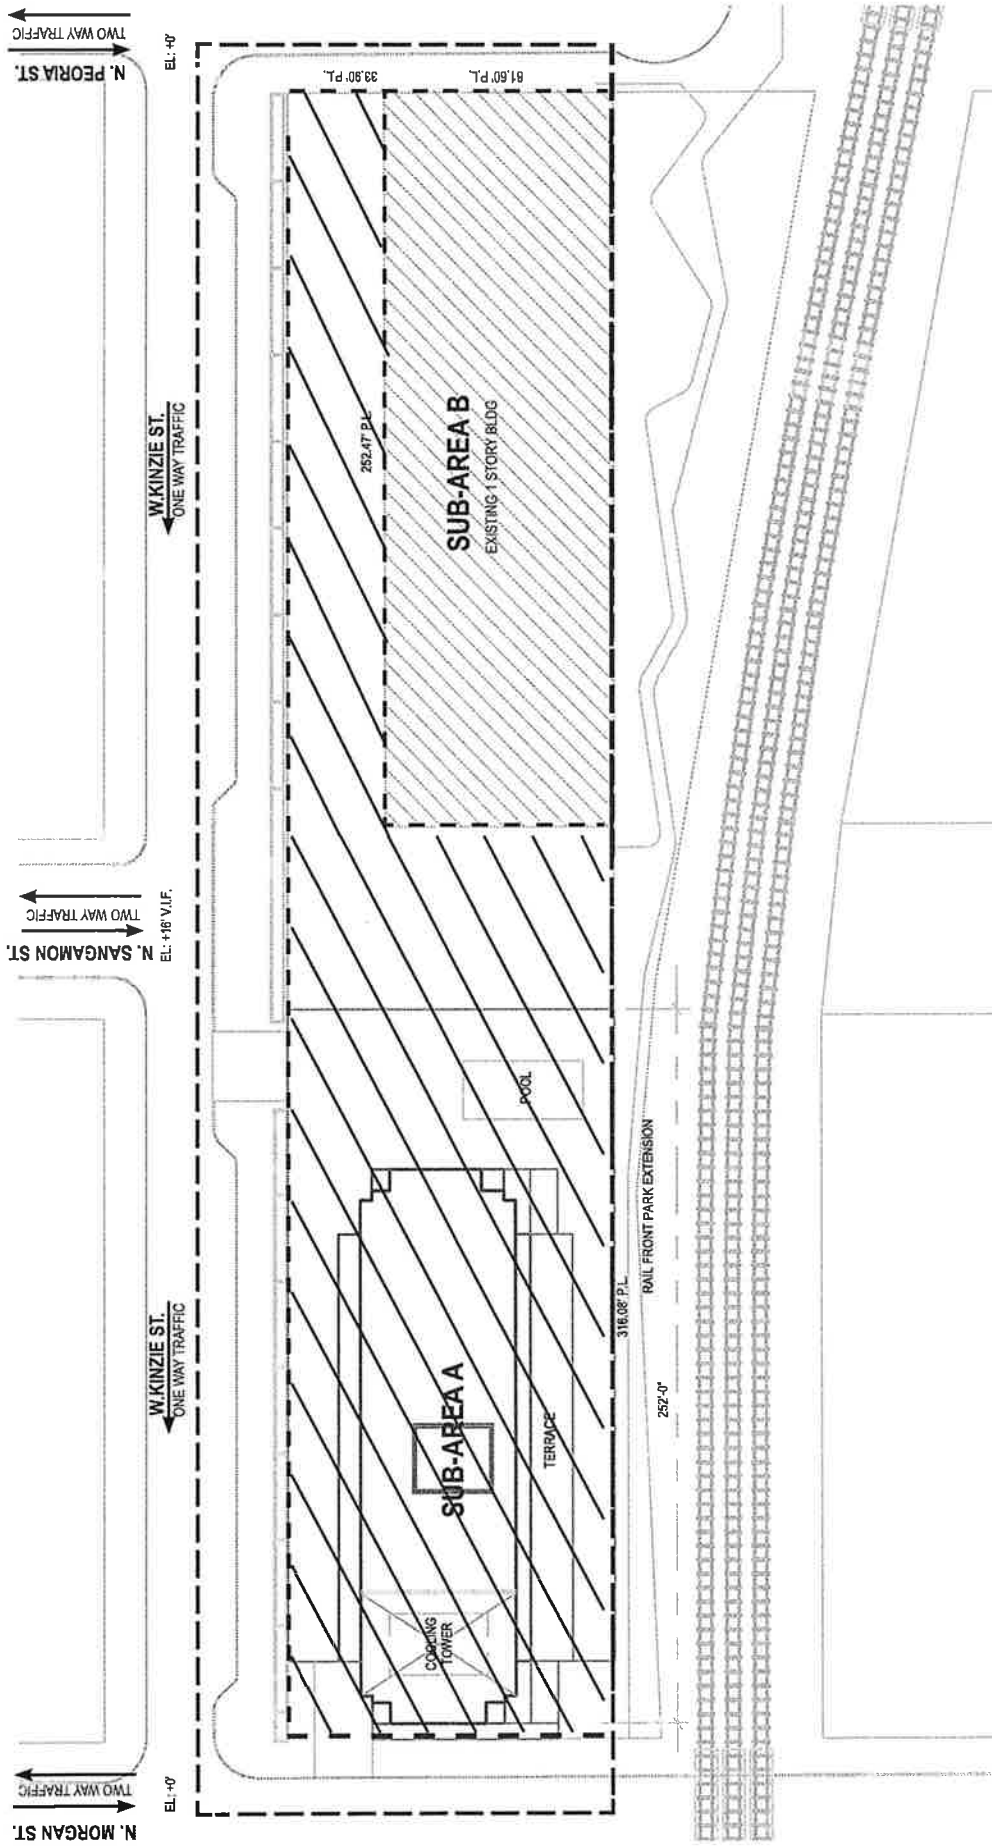 N. PEORIA ST.
TWO WAY TRAFFIC
EL: +0'
W.KINZIE ST.
ONE WAY TRAFFIC
33.90' P.L.
81.60' P.L.
252.47' P.L.
SUB-AREA B
EXISTING 1 STORY BLDG
N. SANGAMON ST.
TWO WAY TRAFFIC
EL: +16' V.I.F.
POOL
W.KINZIE ST.
ONE WAY TRAFFIC
SUB-AREA A
TERRACE
COOLING
TOWER
316.08' P.L.
RAIL FRONT PARK EXTENSION
252'-0"
N. MORGAN ST.
TWO WAY TRAFFIC
EL: +0'